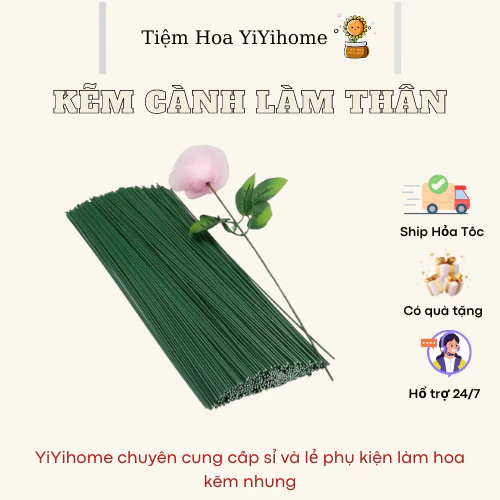 Tiệm Hoa YiYihome
KẼM CÀNH LÀM THÂN
Ship Hỏa Tốc
Có quà tặng
Hổ trợ 24/7
YiYihome chuyên cung cấp sỉ và lẻ phụ kiện làm hoa
kẽm nhung